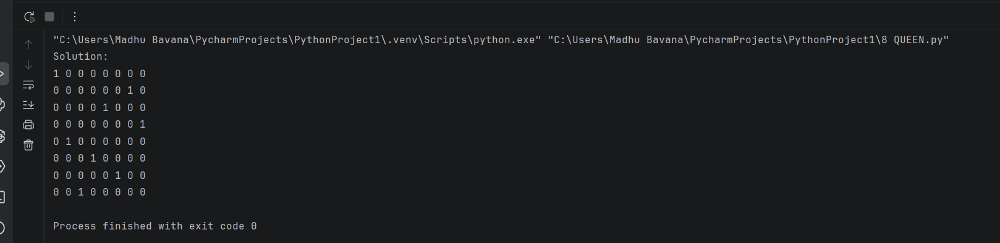 "C:\Users\Madhu Bavana\PycharmProjects\PythonProject1\.venv\Scripts\python.exe" "C:\Users\Madhu Bavana\PycharmProjects\PythonProject1\8 QUEEN.py"
Solution:
1 0 0 0 0 0 0 0
0 0 0 0 0 0 1 0
0 0 0 0 1 0 0 0
0 0 0 0 0 0 0 1
0 1 0 0 0 0 0 0
0 0 0 1 0 0 0 0
0 0 0 0 0 1 0 0
0 0 1 0 0 0 0 0
Process finished with exit code 0